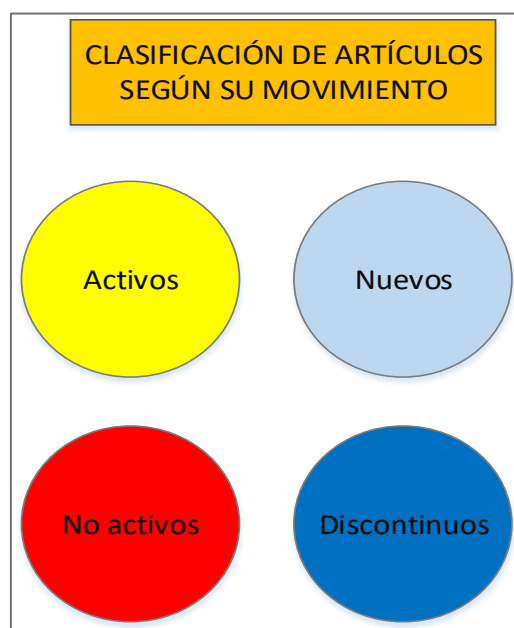 CLASIFICACIÓN DE ARTÍCULOS
SEGÚN SU MOVIMIENTO
Activos
Nuevos
No activos
Discontinuos